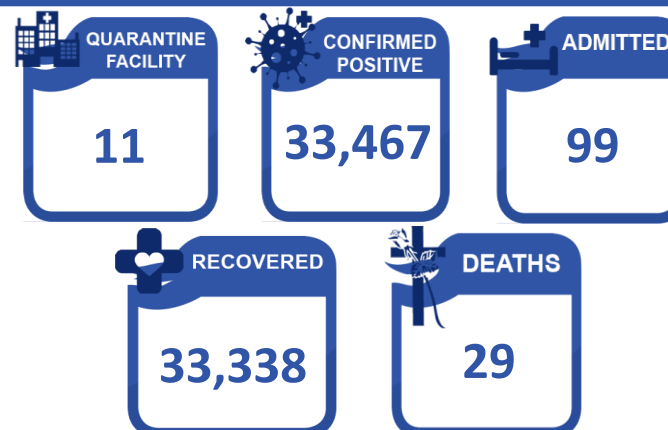 QUARANTINE
FACILITY
11
CONFIRMED
POSITIVE
33,467
ADMITTED
99
RECOVERED
33,338
DEATHS
29